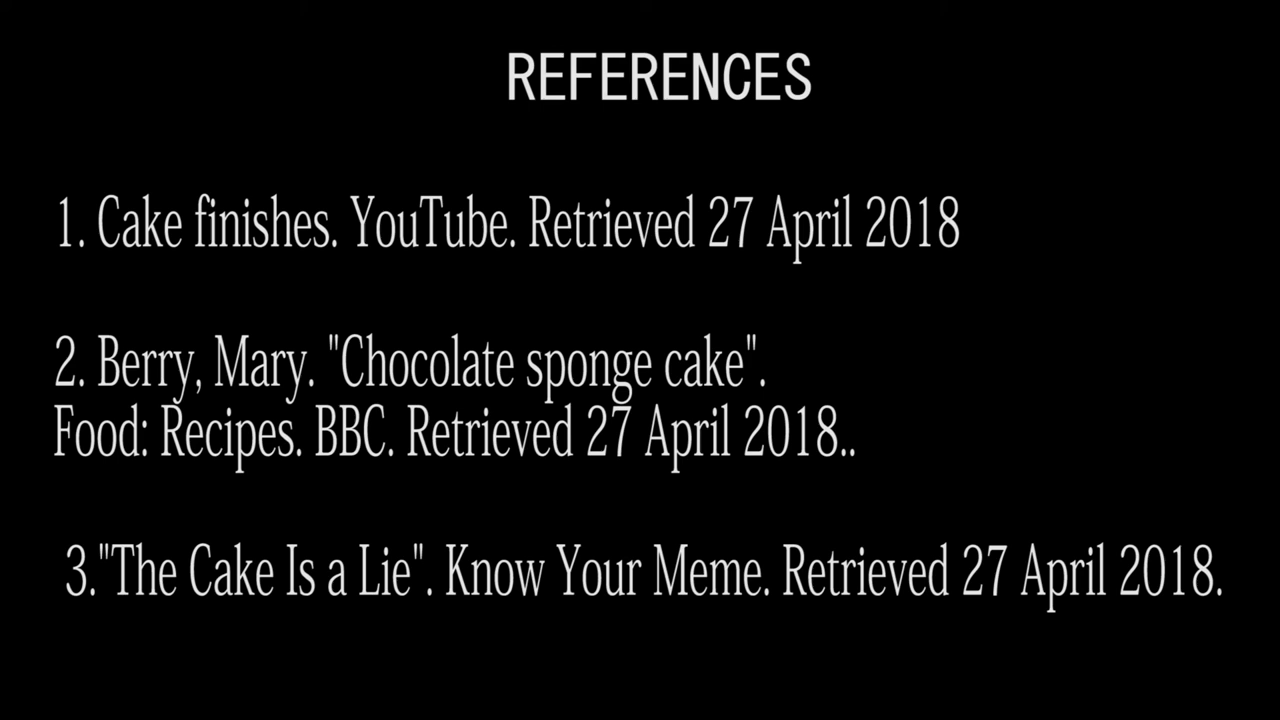 REFERENCES
1. Cake finishes. YouTube. Retrieved 27 April 2018
2. Berry, Mary. "Chocolate sponge cake".
Food: Recipes. BBC. Retrieved 27 April 2018..
3."The Cake Is a Lie". Know Your Meme. Retrieved 27 April 2018.